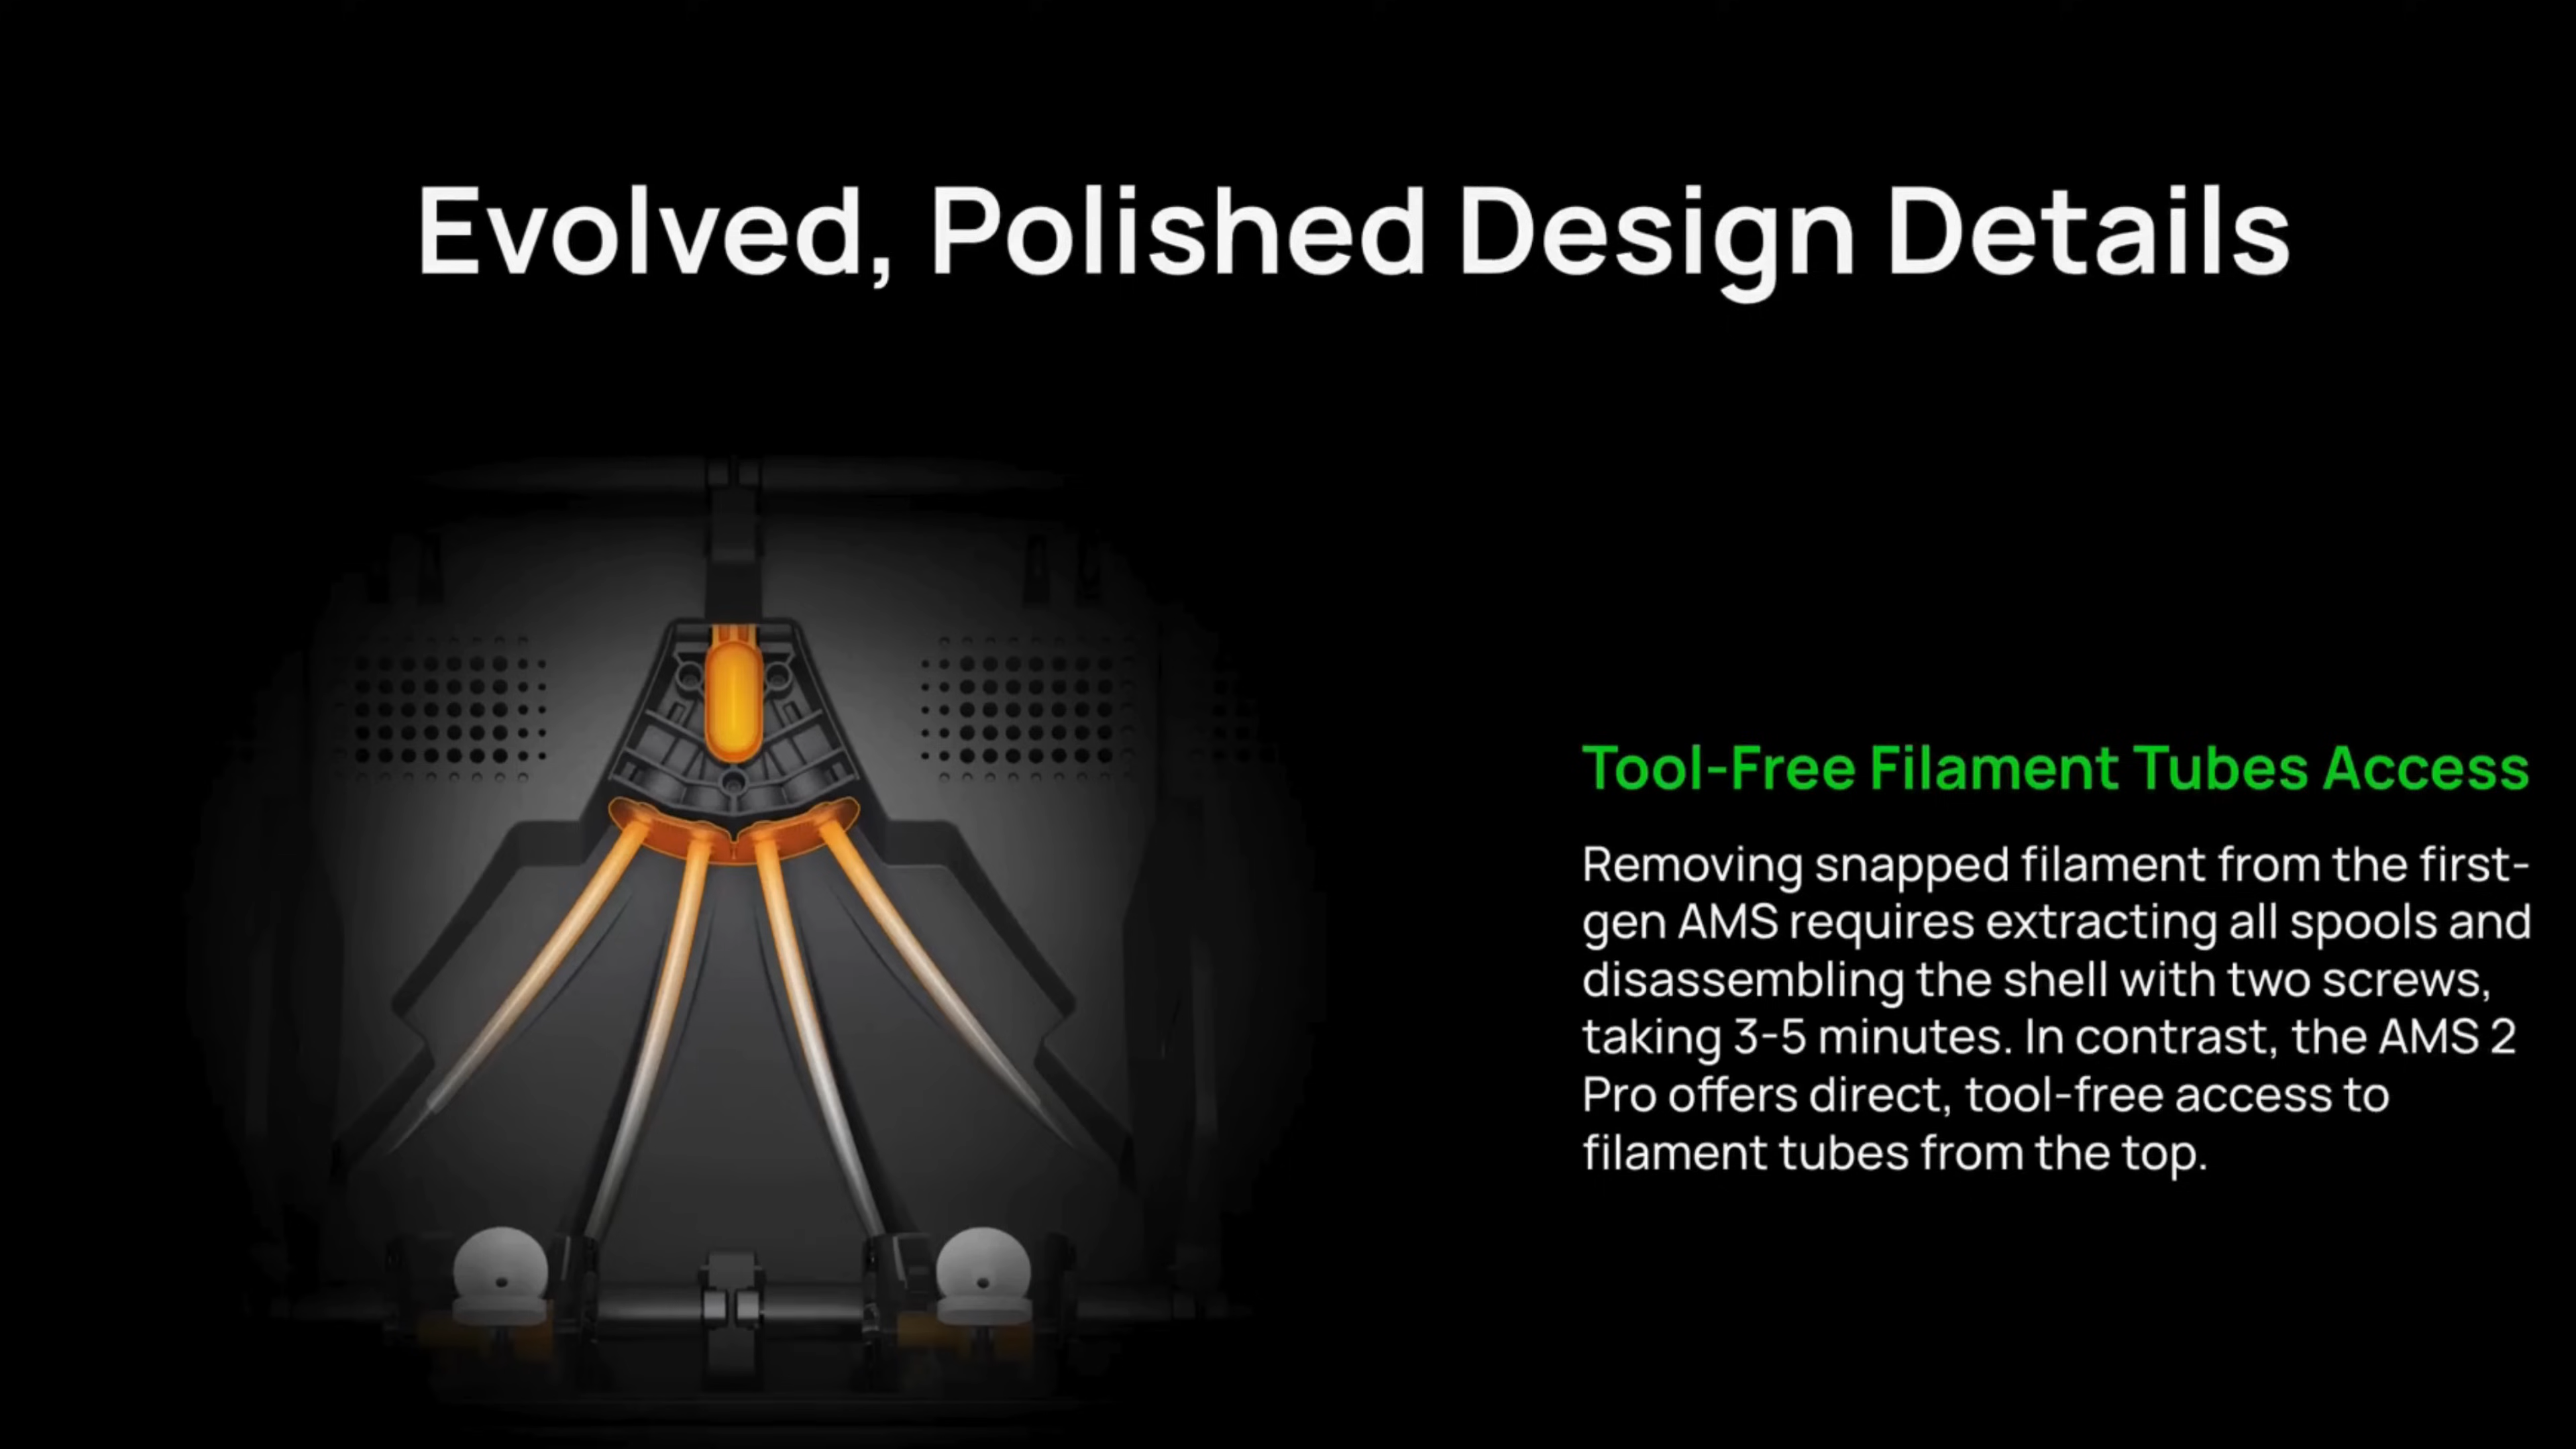 Evolved, Polished Design Details
Tool-Free Filament Tubes Access
Removing snapped filament from the first-
gen AMS requires extracting all spools and
disassembling the shell with two screws,
taking 3-5 minutes. In contrast, the AMS 2
Pro offers direct, tool-free access to
filament tubes from the top.